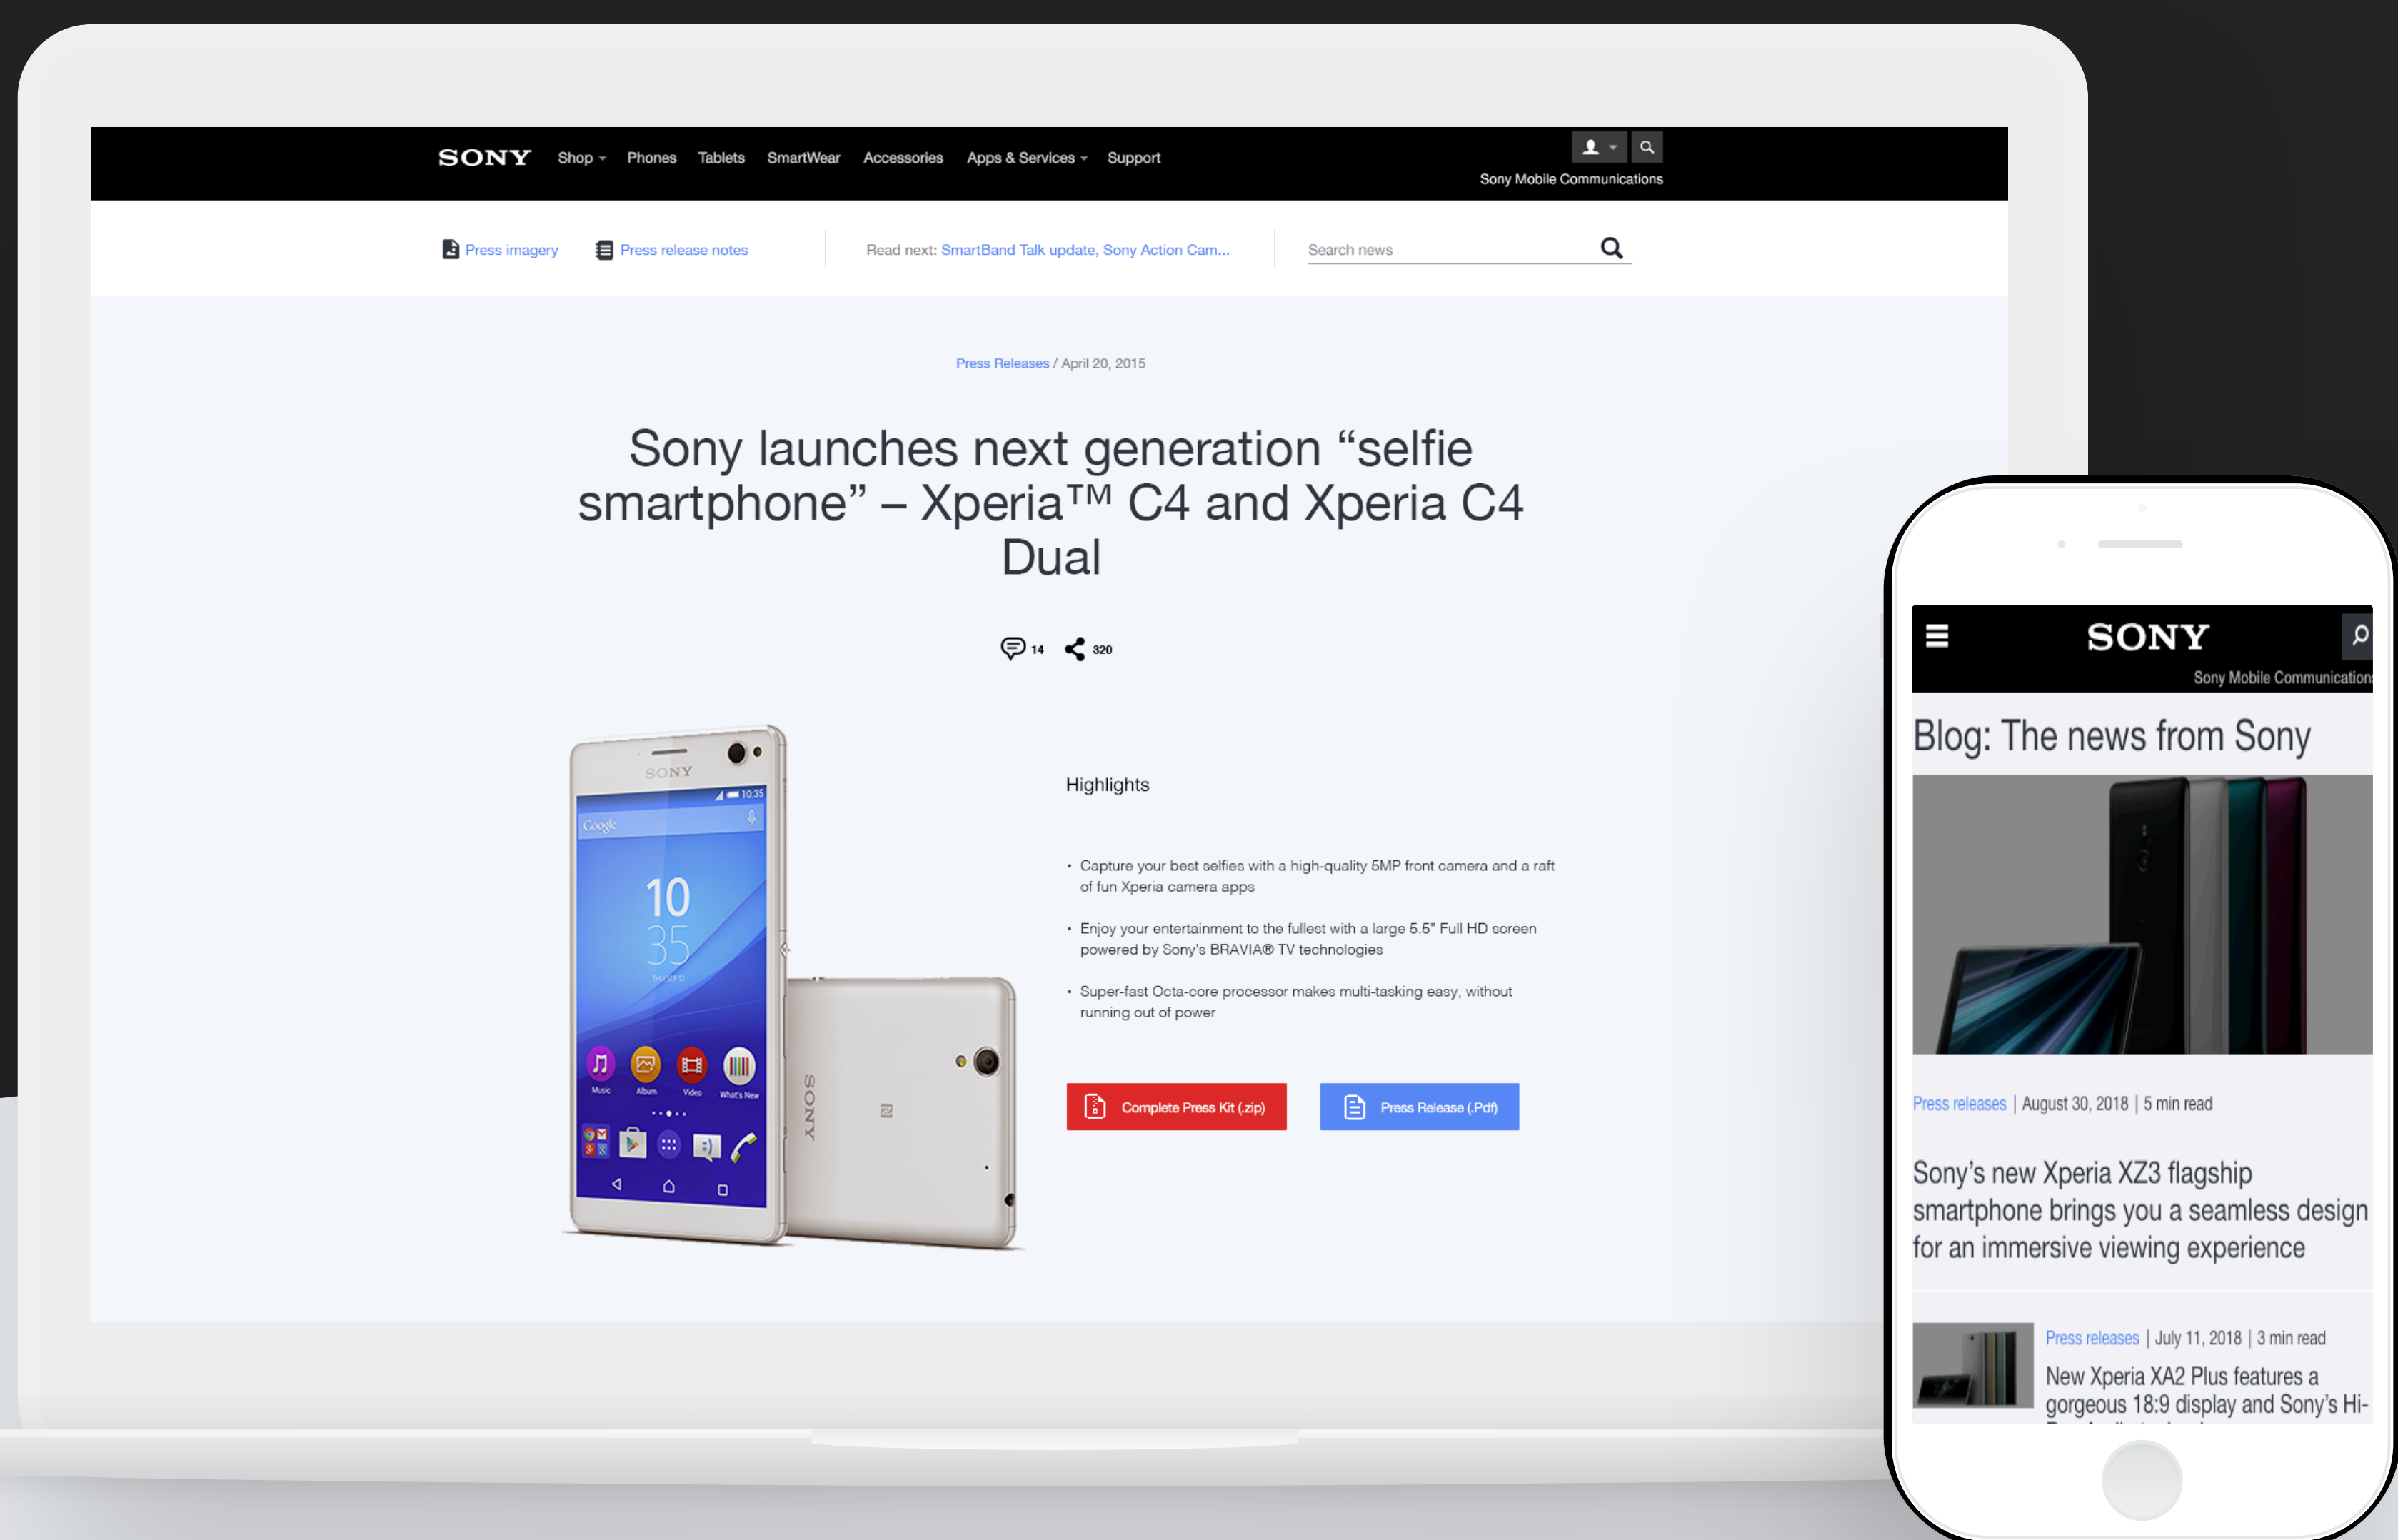 SONY Shop Phones Tablets SmartWear Accessories Apps & Services Support
Sony Mobile Communications
Press imagery Press release notes Read next: SmartBand Talk update, Sony Action Cam... Search news
Press Releases / April 20, 2015
Sony launches next generation “selfie
smartphone” – Xperia™ C4 and Xperia C4
Dual
14 320
SONY
10:35
Google
10
35
THU SEP 12
Music Album Video What's New
SONY
Highlights
• Capture your best selfies with a high-quality 5MP front camera and a raft
of fun Xperia camera apps
• Enjoy your entertainment to the fullest with a large 5.5" Full HD screen
powered by Sony's BRAVIA® TV technologies
• Super-fast Octa-core processor makes multi-tasking easy, without
running out of power
Complete Press Kit (.zip) Press Release (.Pdf)
SONY
Sony Mobile Communications
Blog: The news from Sony
Press releases | August 30, 2018 | 5 min read
Sony’s new Xperia XZ3 flagship
smartphone brings you a seamless design
for an immersive viewing experience
Press releases | July 11, 2018 | 3 min read
New Xperia XA2 Plus features a
gorgeous 18:9 display and Sony’s Hi-